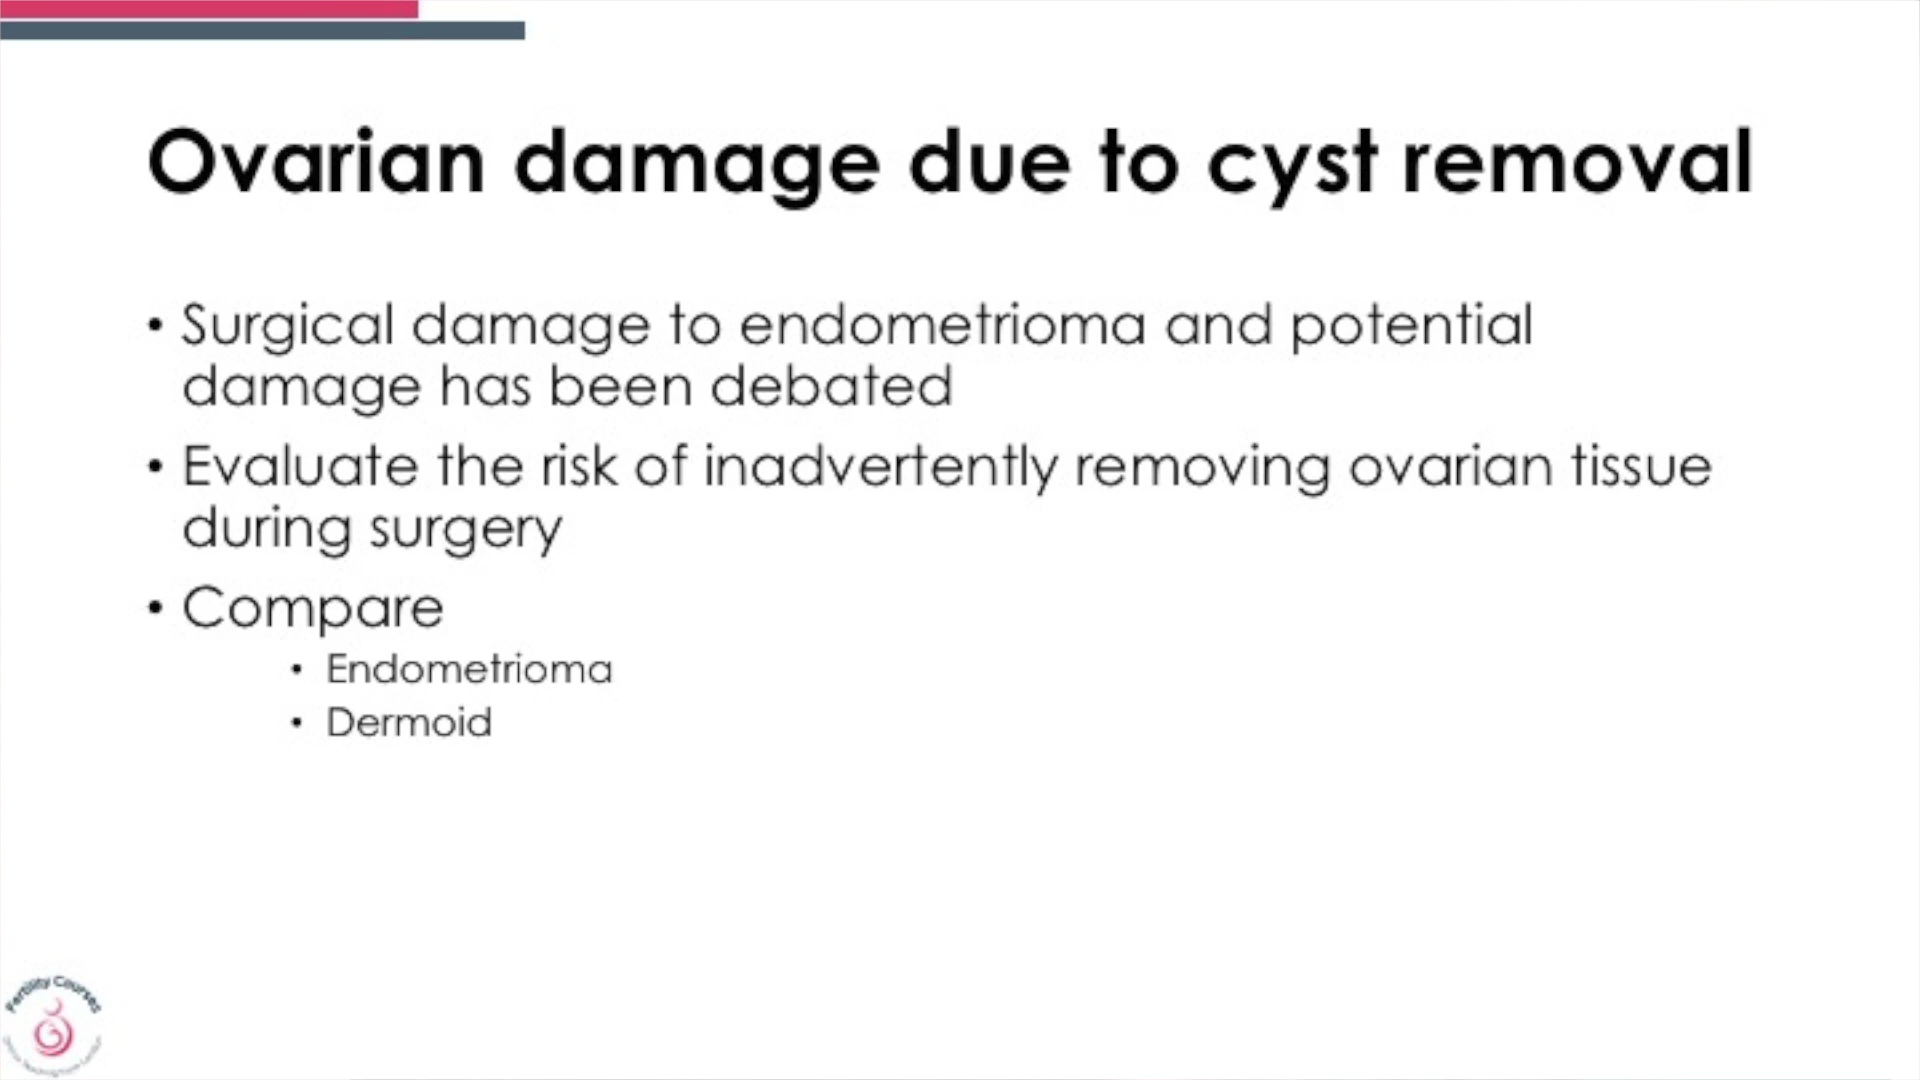 Ovarian damage due to cyst removal
• Surgical damage to endometrioma and potential
damage has been debated
• Evaluate the risk of inadvertently removing ovarian tissue
during surgery
• Compare
• Endometrioma
• Dermoid
Fertility Courses